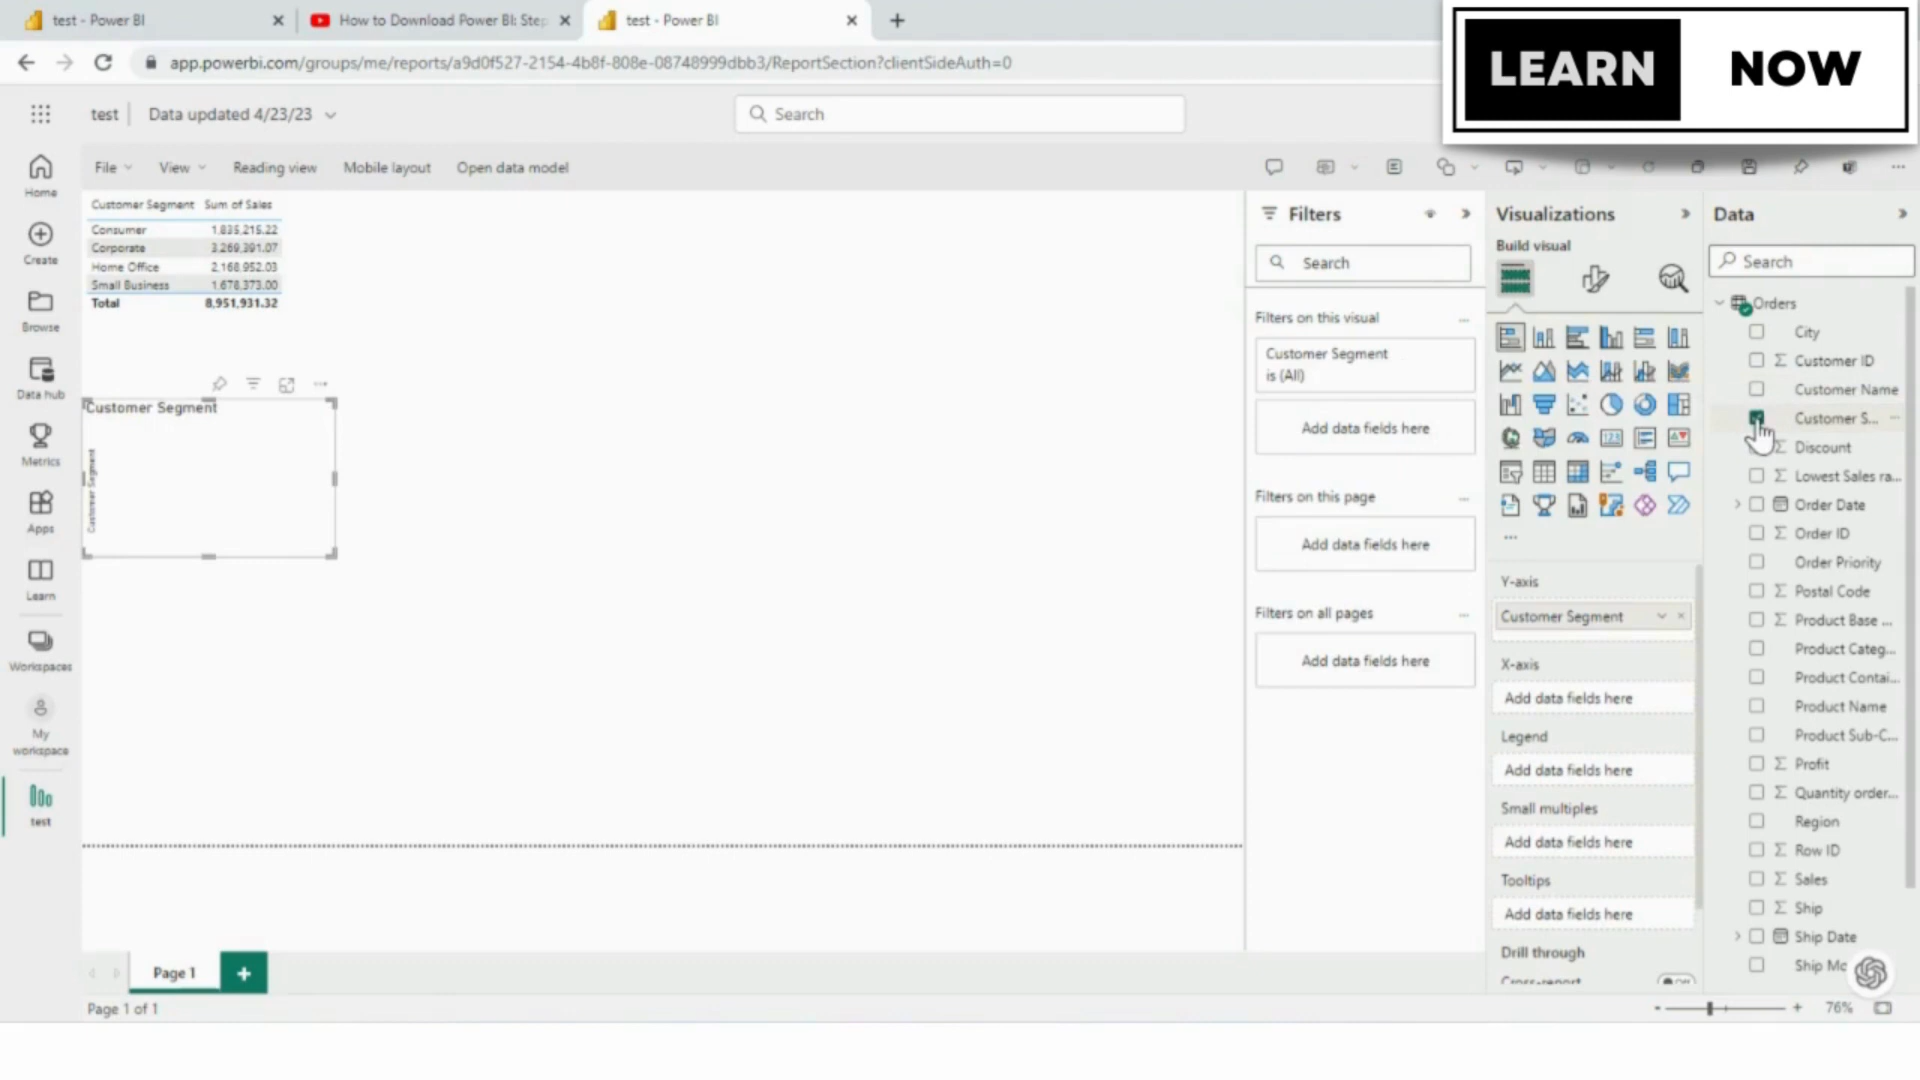 test - Power BI
How to Download Power BI: Step
test - Power BI
LEARN NOW
app.powerbi.com/groups/me/reports/a9d0f527-2154-4b8f-808e-08748999dbb3/ReportSection?clientSideAuth=0
test
Data updated 4/23/23
Search
File
View
Reading view
Mobile layout
Open data model
Home
Create
Browse
Data hub
Metrics
Apps
Learn
Workspaces
My workspace
test
Customer Segment Sum of Sales
Consumer 1,835,215.22
Corporate 3,269,391.07
Home Office 2,168,952.03
Small Business 1,678,373.00
Total 8,951,931.32
Customer Segment
Customer Segment
Filters
Search
Filters on this visual
Customer Segment
is (All)
Add data fields here
Filters on this page
Add data fields here
Filters on all pages
Add data fields here
Visualizations
Build visual
123
Y-axis
Customer Segment
X-axis
Add data fields here
Legend
Add data fields here
Small multiples
Add data fields here
Tooltips
Add data fields here
Drill through
Cross-report
Off
Data
Search
Orders
City
Customer ID
Customer Name
Customer S...
Discount
Lowest Sales ra...
Order Date
Order ID
Order Priority
Postal Code
Product Base ...
Product Categ...
Product Contai...
Product Name
Product Sub-C...
Profit
Quantity order...
Region
Row ID
Sales
Ship
Ship Date
Ship Mo
Page 1
Page 1 of 1
76%